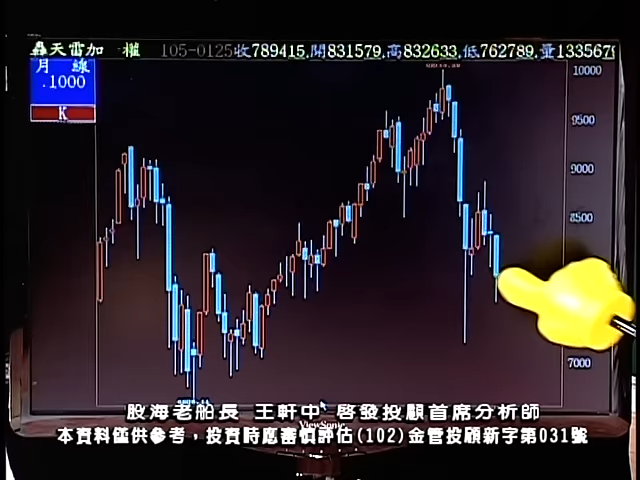 轟天雷加權 105-0125收789415,開831579,高832633,低762789,量133567
月線
.1000
K
10000
9500
9000
8500
7000
股海老船長 王軒中 啓發投顧首席分析師
ViewSonic
本資料僅供參考，投資時應審慎評估(102)金管投顧新字第031號